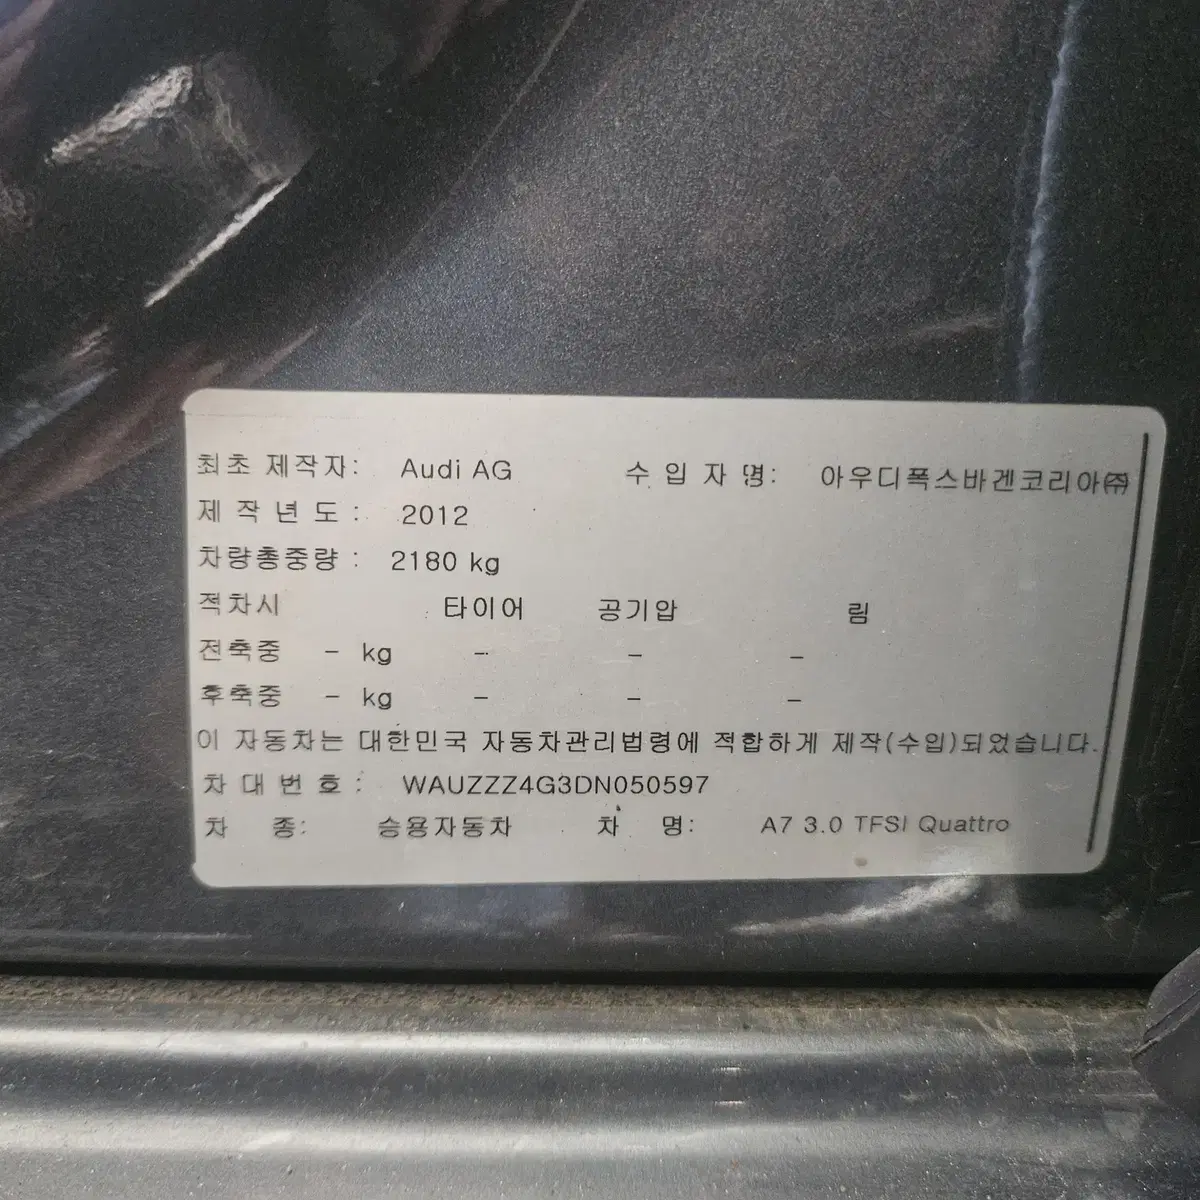 최초 제작자: Audi AG 수 입 자 명: 아우디폭스바겐코리아㈜
제 작 년 도 : 2012
차량총중량 : 2180 kg
적차시 타이어 공기압 림
전축중 - kg - - -
후축중 - kg - - -
이 자동차는 대한민국 자동차관리법령에 적합하게 제작(수입)되었습니다.
차 대 번 호 : WAUZZZ4G3DN050597
차 종: 승용자동차 차 명: A7 3.0 TFSI Quattro